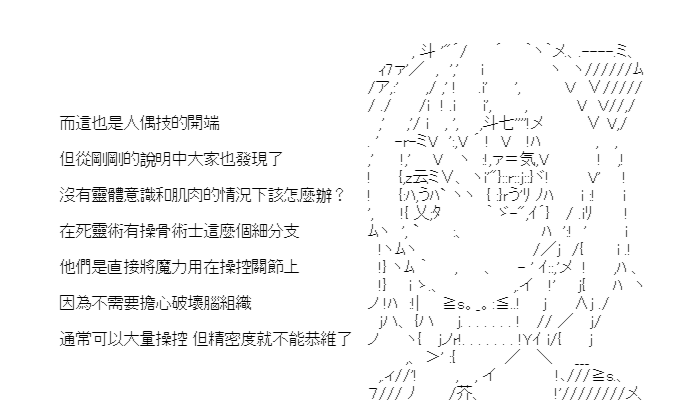 而這也是人偶技的開端
但從剛剛的說明中大家也發現了
沒有靈體意識和肌肉的情況下該怎麼辦？
在死靈術有操骨術士這麼個細分支
他們是直接將魔力用在操控關節上
因為不需要擔心破壞腦組織
通常可以大量操控 但精密度就不能恭維了